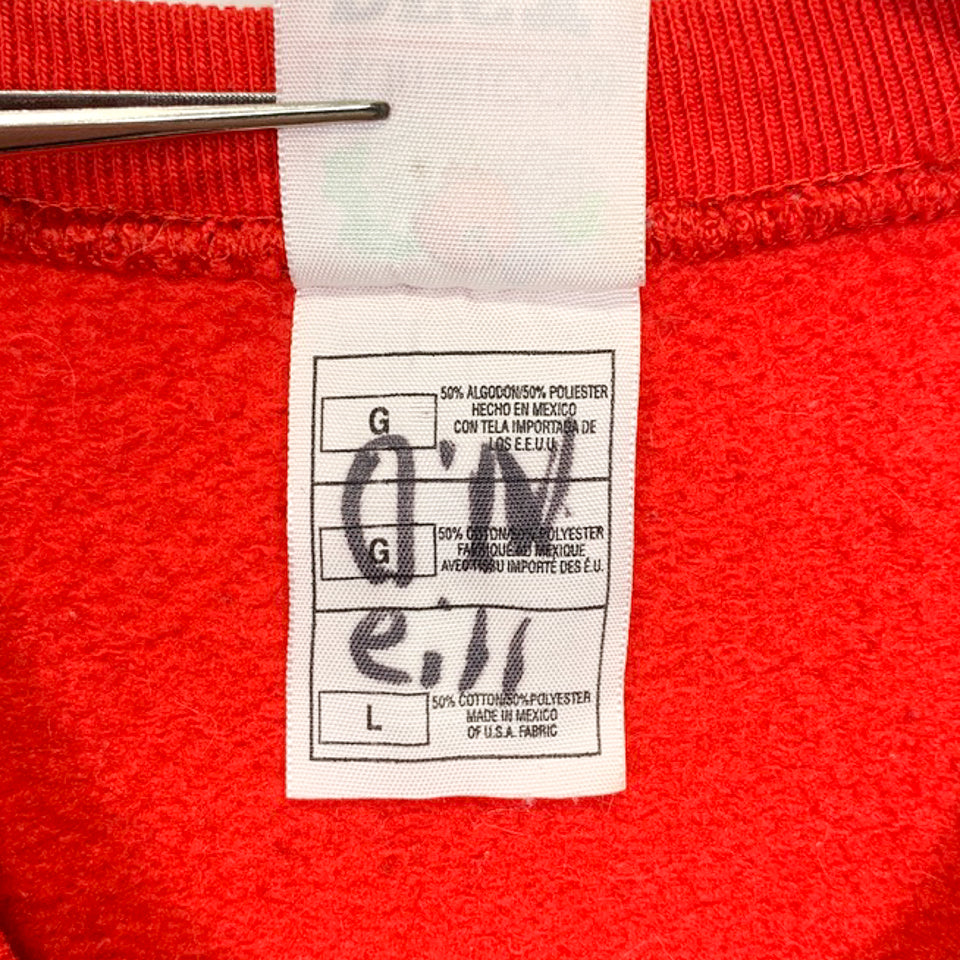 G
50% ALGODON/50% POLIESTER
HECHO EN MEXICO
CON TELA IMPORTADA DE
LOS E.E.U.U.
O'N
G
50% COTON/50% POLYESTER
FABRIQUÉ AU MEXIQUE
AVEC TISSU IMPORTÉ DES É.U.
eill
L
50% COTTON/50% POLYESTER
MADE IN MEXICO
OF U.S.A. FABRIC